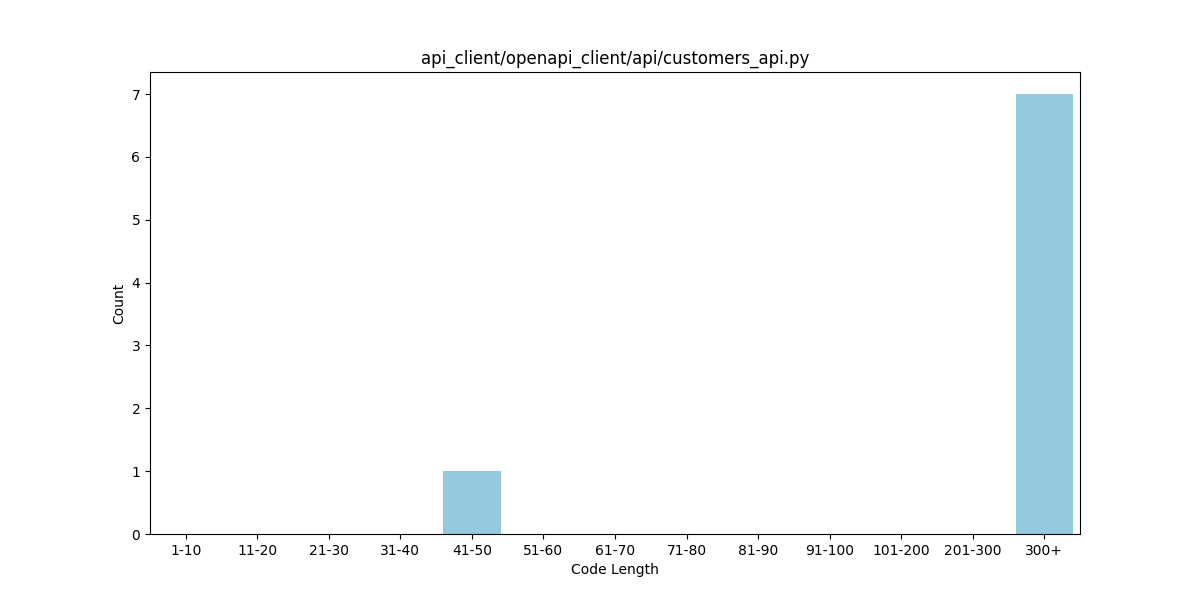 api_client/openapi_client/api/customers_api.py
7
6
5
4
3
2
1
0
Count
1-10 11-20 21-30 31-40 41-50 51-60 61-70 71-80 81-90 91-100 101-200 201-300 300+
Code Length